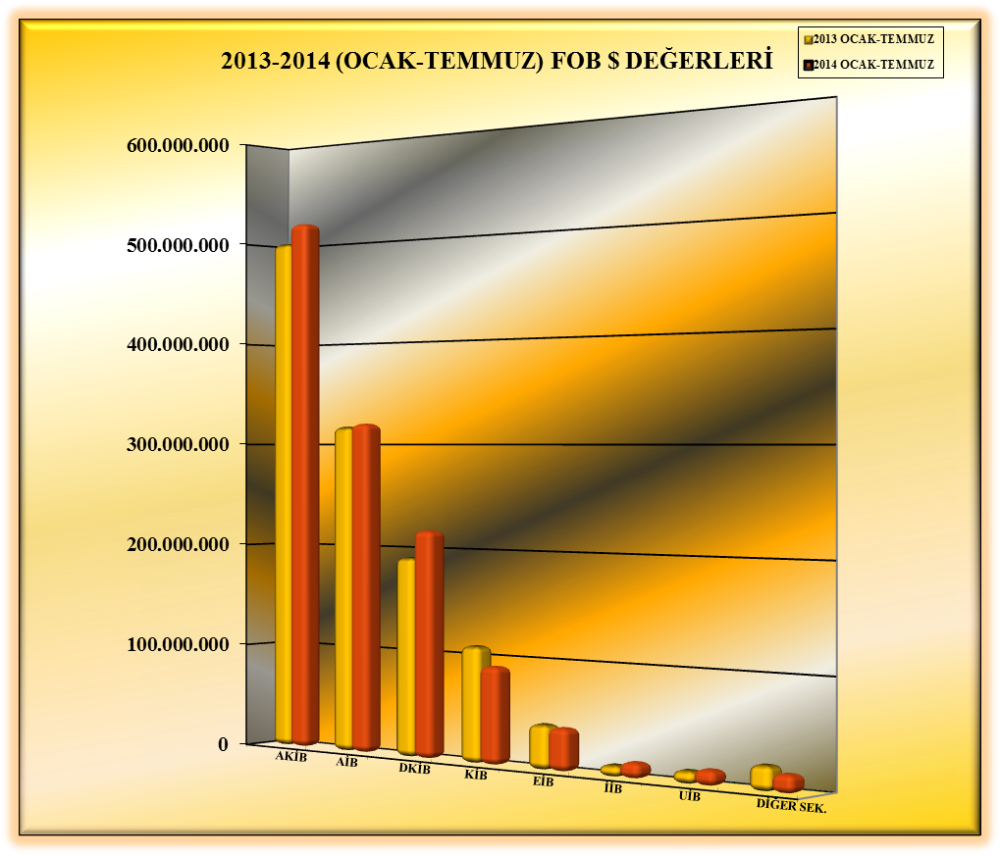 2013-2014 (OCAK-TEMMUZ) FOB $ DEĞERLERİ
2013 OCAK-TEMMUZ
2014 OCAK-TEMMUZ
600.000.000
500.000.000
400.000.000
300.000.000
200.000.000
100.000.000
0
AKİB
AİB
DKİB
KİB
EİB
İİB
UİB
DİĞER SEK.